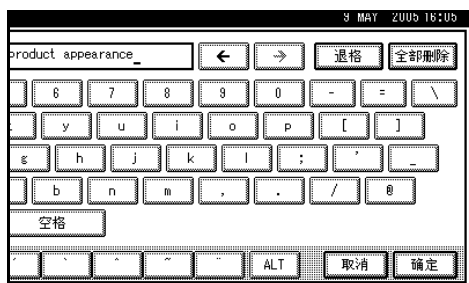 9 MAY 2005 16:05
product appearance_ ← → 退格 全部删除
6 7 8 9 0 - = \
y u i o p [ ]
g h j k l ; ' _
b n m , . / @
空格
´ ` ^ ~ ¨ ALT 取消 确定